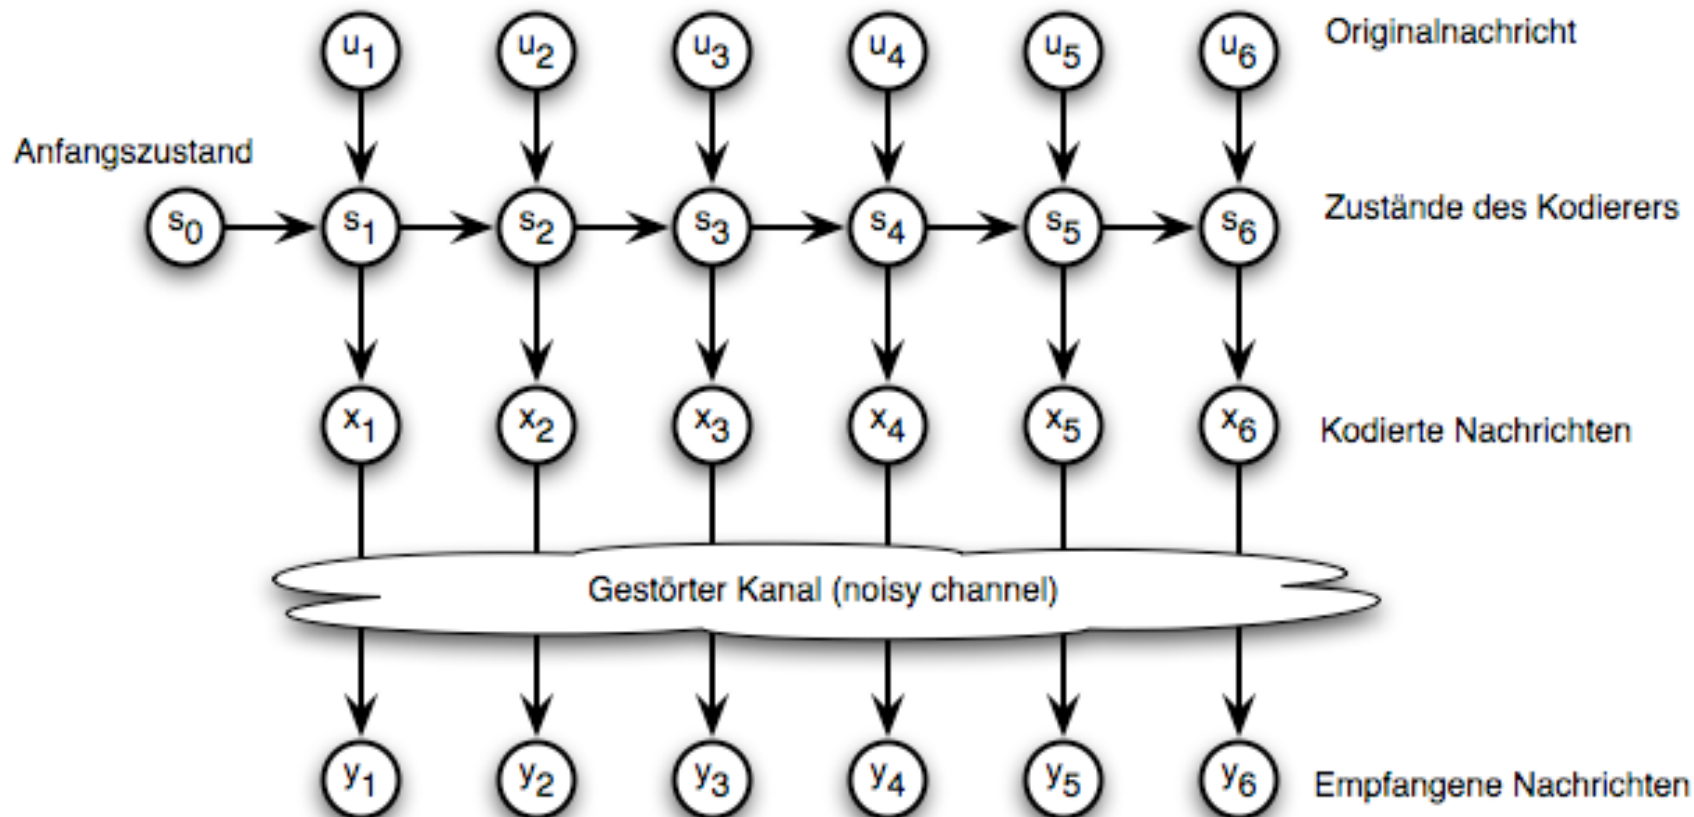 u1 u2 u3 u4 u5 u6 Originalnachricht
Anfangszustand
s0 s1 s2 s3 s4 s5 s6 Zustände des Kodierers
x1 x2 x3 x4 x5 x6 Kodierte Nachrichten
Gestörter Kanal (noisy channel)
y1 y2 y3 y4 y5 y6 Empfangene Nachrichten